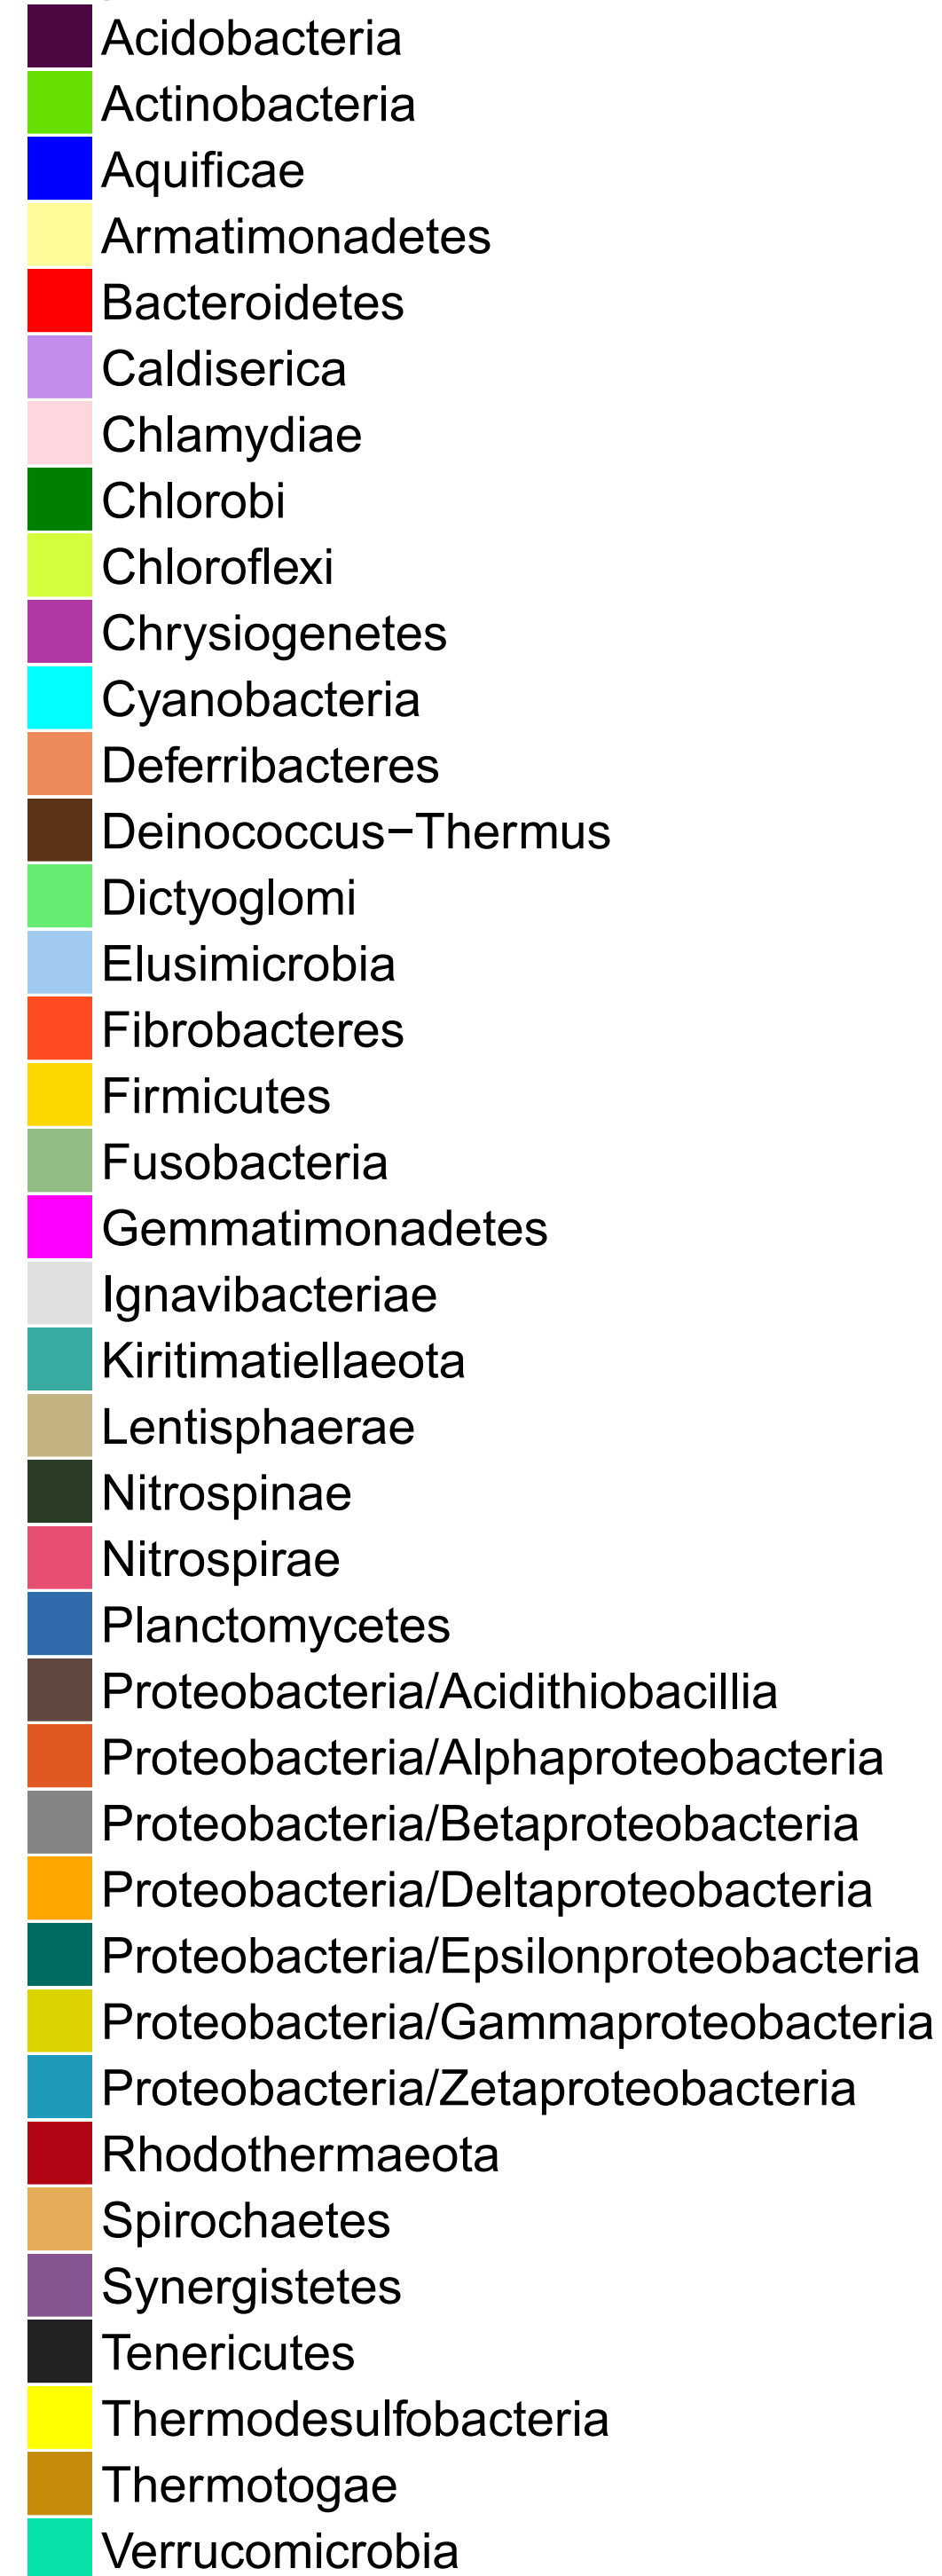 Acidobacteria
Actinobacteria
Aquificae
Armatimonadetes
Bacteroidetes
Caldiserica
Chlamydiae
Chlorobi
Chloroflexi
Chrysiogenetes
Cyanobacteria
Deferribacteres
Deinococcus−Thermus
Dictyoglomi
Elusimicrobia
Fibrobacteres
Firmicutes
Fusobacteria
Gemmatimonadetes
Ignavibacteriae
Kiritimatiellaeota
Lentisphaerae
Nitrospinae
Nitrospirae
Planctomycetes
Proteobacteria/Acidithiobacillia
Proteobacteria/Alphaproteobacteria
Proteobacteria/Betaproteobacteria
Proteobacteria/Deltaproteobacteria
Proteobacteria/Epsilonproteobacteria
Proteobacteria/Gammaproteobacteria
Proteobacteria/Zetaproteobacteria
Rhodothermaeota
Spirochaetes
Synergistetes
Tenericutes
Thermodesulfobacteria
Thermotogae
Verrucomicrobia